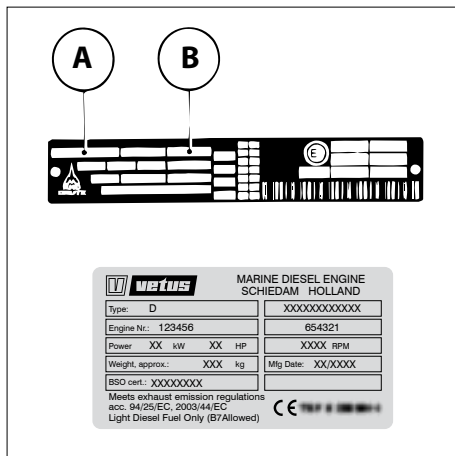 A B
E
DEUTZ
V vetus MARINE DIESEL ENGINE
SCHIEDAM HOLLAND
Type: D XXXXXXXXXXXX
Engine Nr.: 123456 654321
Power XX kW XX HP XXXX RPM
Weight, approx.: XXX kg Mfg Date: XX/XXXX
BSO cert.: XXXXXXXX
Meets exhaust emission regulations
acc. 94/25/EC, 2003/44/EC
Light Diesel Fuel Only (B7Allowed)
CE